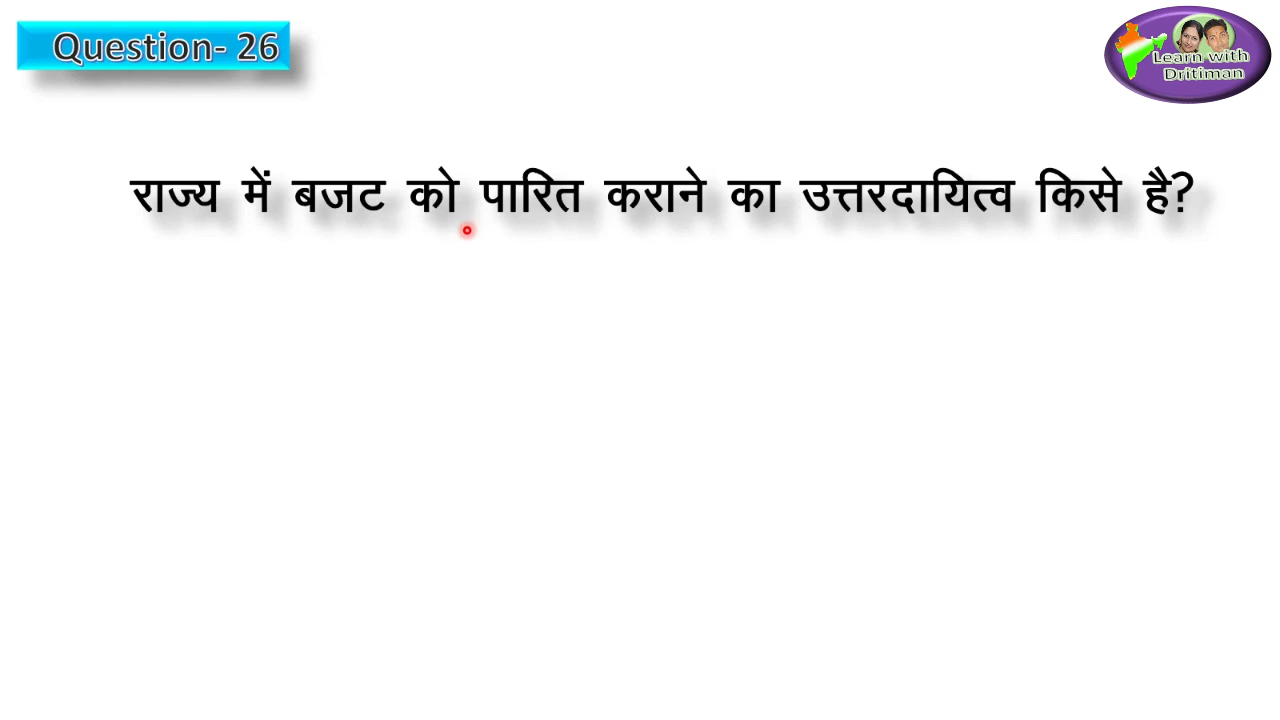 Question- 26
Learn with
Dritiman
राज्य में बजट को पारित कराने का उत्तरदायित्व किसे है?